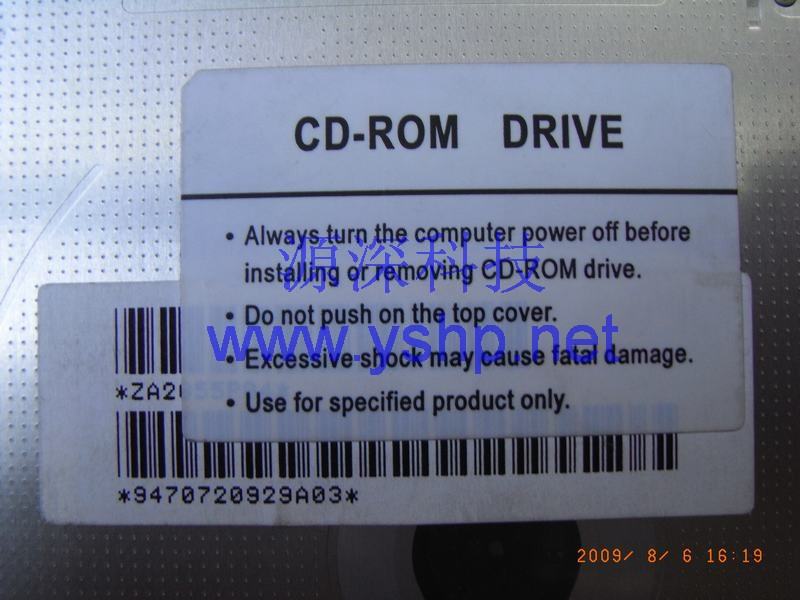 CD-ROM DRIVE
• Always turn the computer power off before
installing or removing CD-ROM drive.
• Do not push on the top cover.
• Excessive shock may cause fatal damage.
• Use for specified product only.
源深科技
www.yshp.net
*9470720929A03*
2009/ 8/ 6 16:19